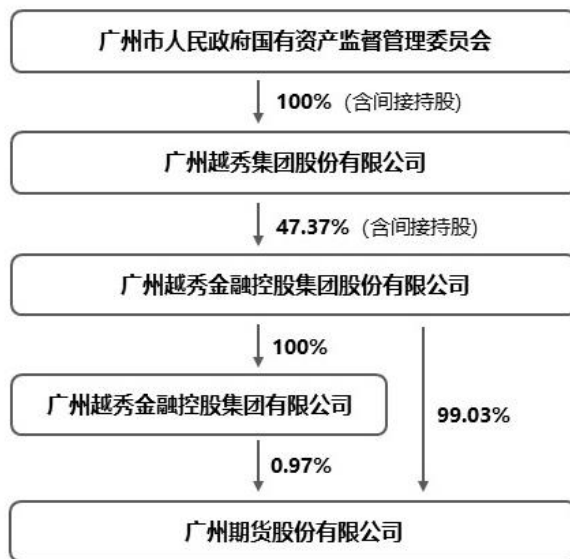 广州市人民政府国有资产监督管理委员会
100% (含间接持股)
广州越秀集团股份有限公司
47.37% (含间接持股)
广州越秀金融控股集团股份有限公司
100%
广州越秀金融控股集团有限公司
99.03%
0.97%
广州期货股份有限公司